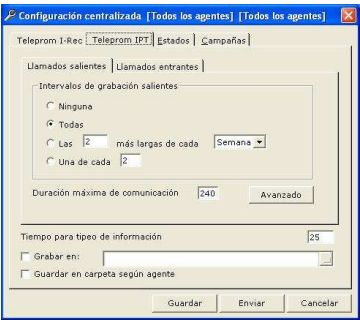 Configuración centralizada [Todos los agentes] [Todos los agentes]
Teleprom I-Rec Teleprom IPT Estados Campañas
Llamados salientes Llamados entrantes
Intervalos de grabación salientes
Ninguna
Todas
Las 2 más largas de cada Semana
Una de cada 2
Duración máxima de comunicación 240 Avanzado
Tiempo para tipeo de información 25
Grabar en: ...
Guardar en carpeta según agente
Guardar Enviar Cancelar